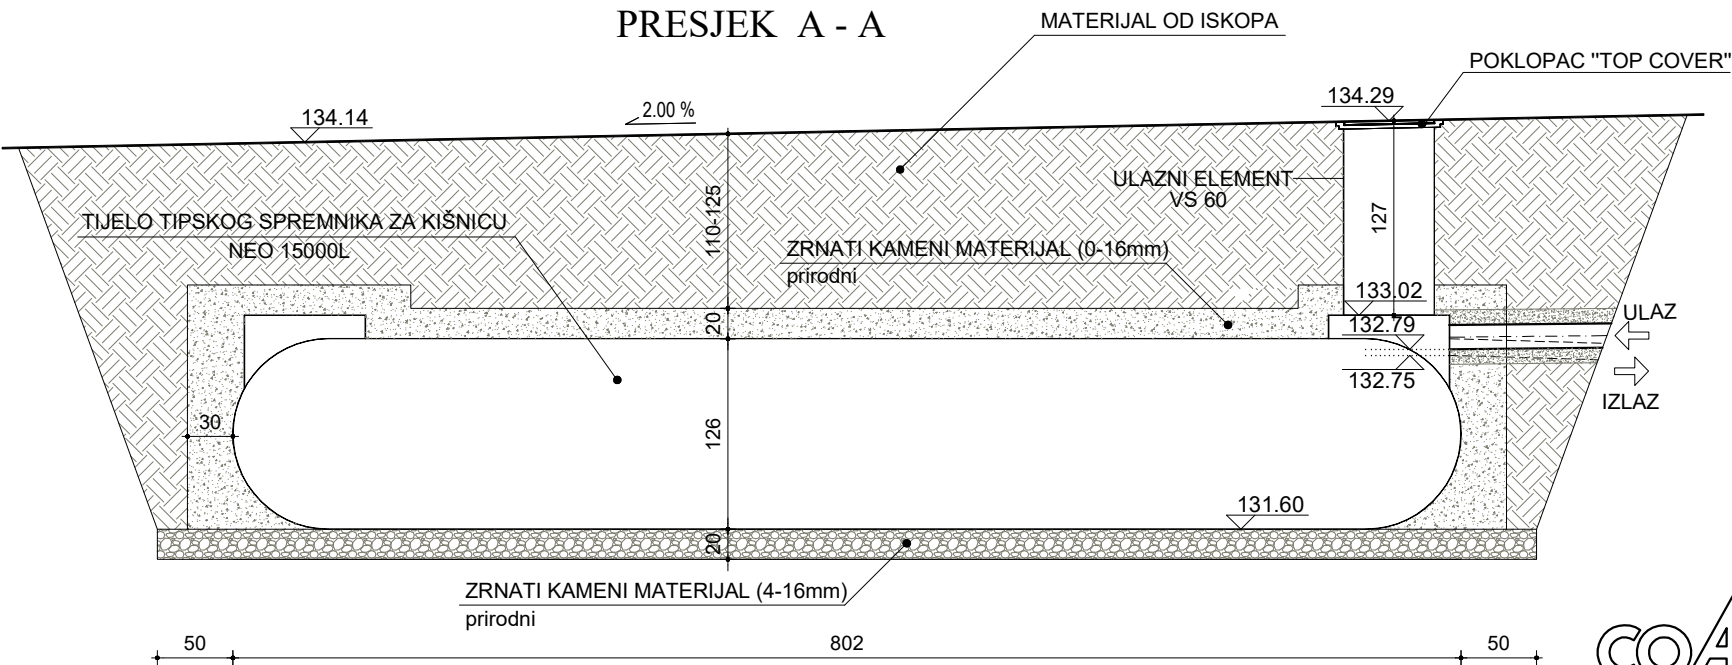 PRESJEK A - A
MATERIJAL OD ISKOPA
POKLOPAC "TOP COVER"
134.14
2.00 %
134.29
ULAZNI ELEMENT
VS 60
127
110-125
TIJELO TIPSKOG SPREMNIKA ZA KIŠNICU
NEO 15000L
ZRNATI KAMENI MATERIJAL (0-16mm)
prirodni
133.02
20
132.79
ULAZ
132.75
IZLAZ
30
126
131.60
20
ZRNATI KAMENI MATERIJAL (4-16mm)
prirodni
50
802
50
COA